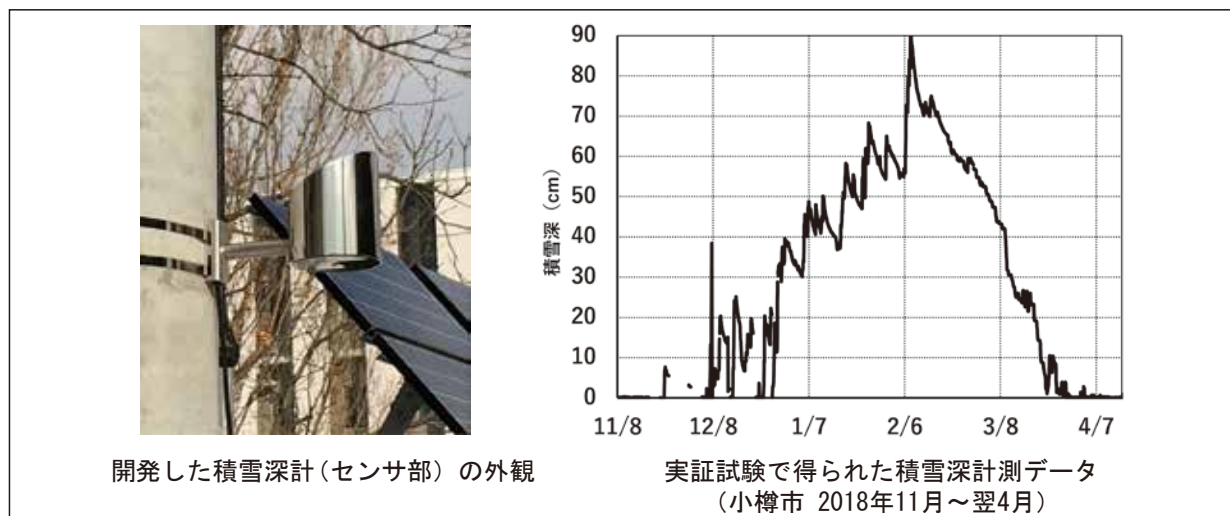 90
80
70
60
50
40
30
20
10
0
積雪深（cm）
11/8 12/8 1/7 2/6 3/8 4/7
開発した積雪深計（センサ部）の外観
実証試験で得られた積雪深計測データ
（小樽市 2018年11月～翌4月）